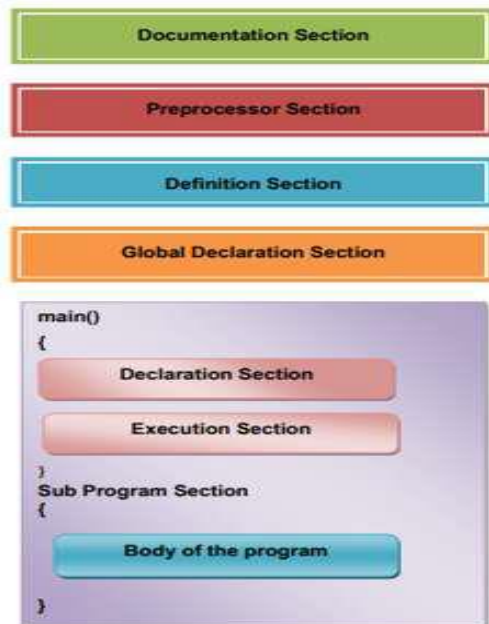 Documentation Section
Preprocessor Section
Definition Section
Global Declaration Section
main()
{
Declaration Section
Execution Section
}
Sub Program Section
{
Body of the program
}